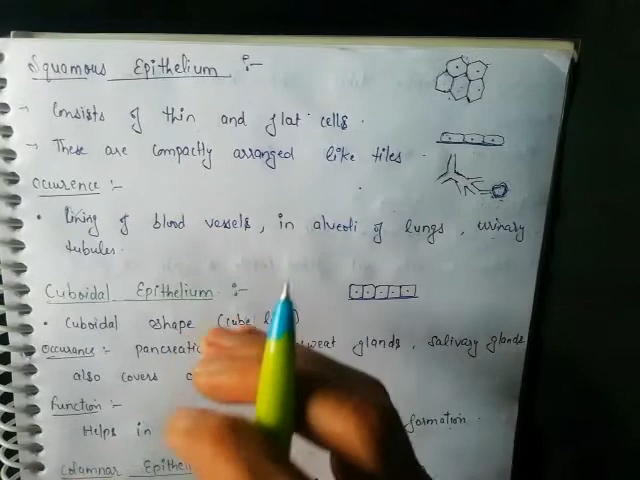 Squamous Epithelium :-
→ Consists of thin and flat cells.
→ These are compactly arranged like tiles.
Occurence :-
• lining of blood vessels, in alveoli of lungs, urinary
tubules.
Cuboidal Epithelium :-
• Cuboidal shape (cube
Occurance :- pancreatic sweat glands, salivary glands
also covers
Function :-
Helps in formation.
Columnar Epithelium